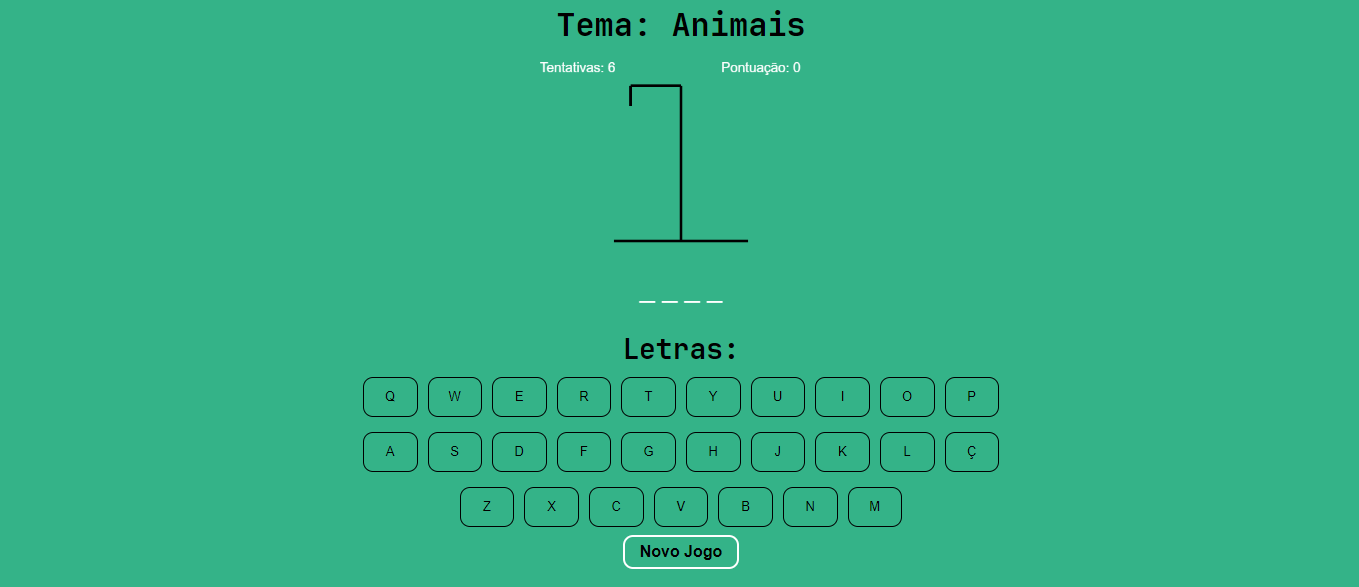 Tema: Animais
Tentativas: 6 Pontuação: 0
_ _ _ _
Letras:
Q W E R T Y U I O P
A S D F G H J K L Ç
Z X C V B N M
Novo Jogo